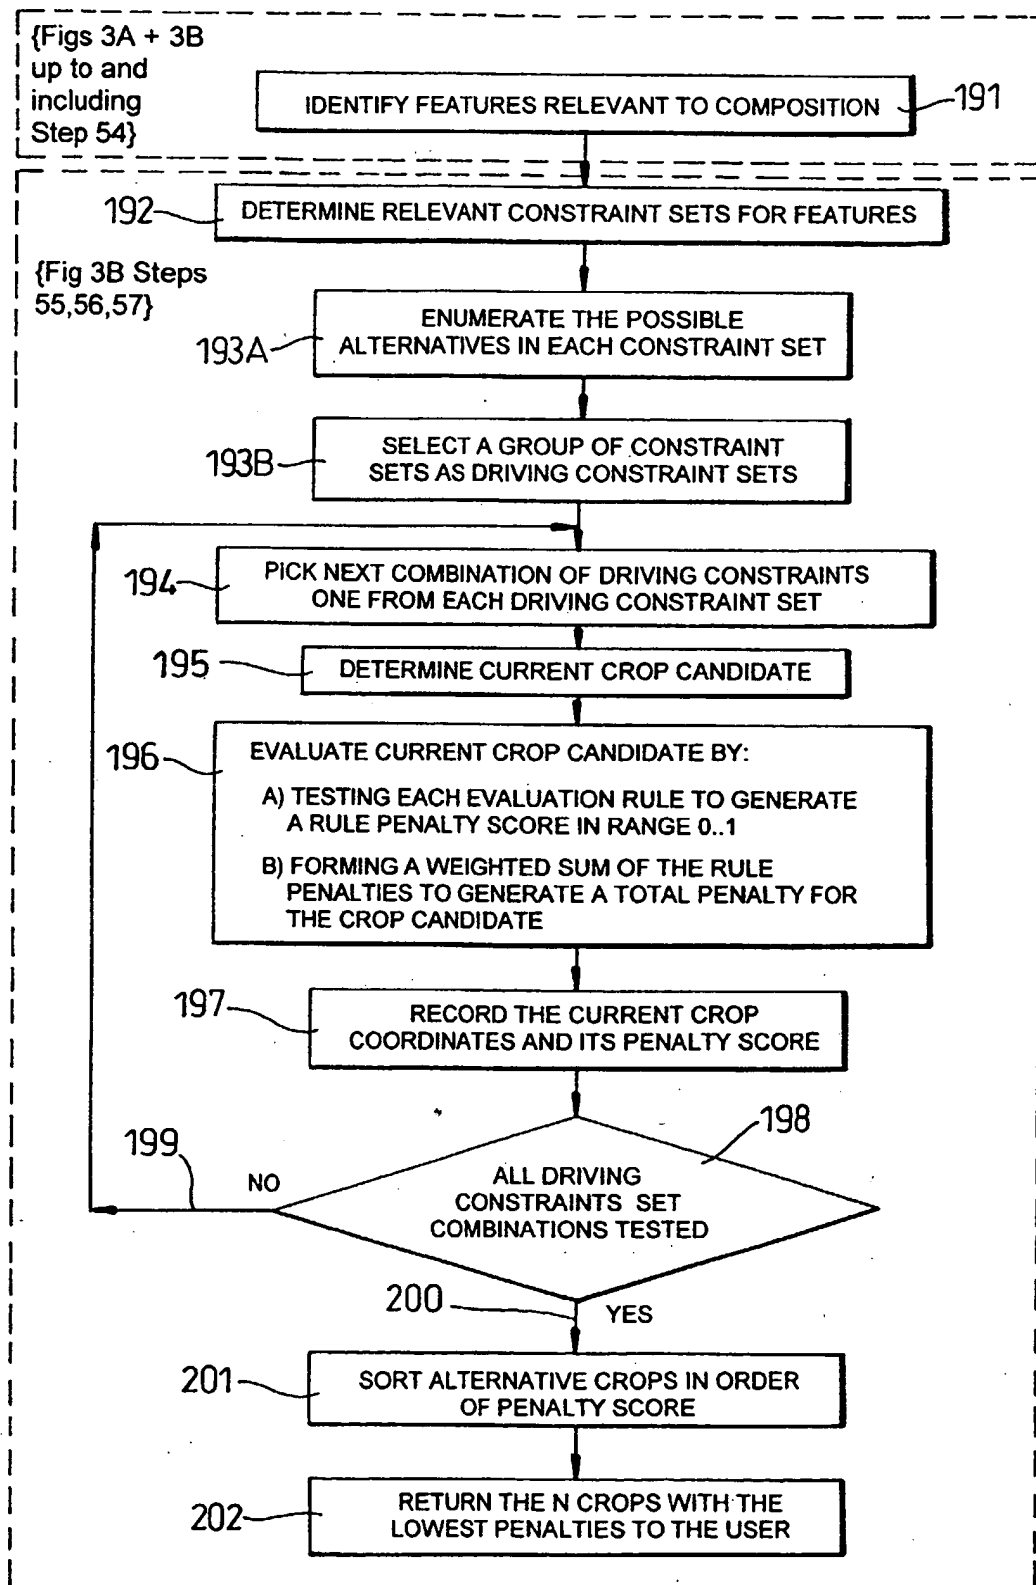 {Figs 3A + 3B
up to and
including
Step 54}
IDENTIFY FEATURES RELEVANT TO COMPOSITION
191
192
DETERMINE RELEVANT CONSTRAINT SETS FOR FEATURES
{Fig 3B Steps
55,56,57}
193A
ENUMERATE THE POSSIBLE
ALTERNATIVES IN EACH CONSTRAINT SET
193B
SELECT A GROUP OF CONSTRAINT
SETS AS DRIVING CONSTRAINT SETS
194
PICK NEXT COMBINATION OF DRIVING CONSTRAINTS
ONE FROM EACH DRIVING CONSTRAINT SET
195
DETERMINE CURRENT CROP CANDIDATE
196
EVALUATE CURRENT CROP CANDIDATE BY:
A) TESTING EACH EVALUATION RULE TO GENERATE
A RULE PENALTY SCORE IN RANGE 0..1
B) FORMING A WEIGHTED SUM OF THE RULE
PENALTIES TO GENERATE A TOTAL PENALTY FOR
THE CROP CANDIDATE
197
RECORD THE CURRENT CROP
COORDINATES AND ITS PENALTY SCORE
198
199
NO
ALL DRIVING
CONSTRAINTS SET
COMBINATIONS TESTED
200
YES
201
SORT ALTERNATIVE CROPS IN ORDER
OF PENALTY SCORE
202
RETURN THE N CROPS WITH THE
LOWEST PENALTIES TO THE USER